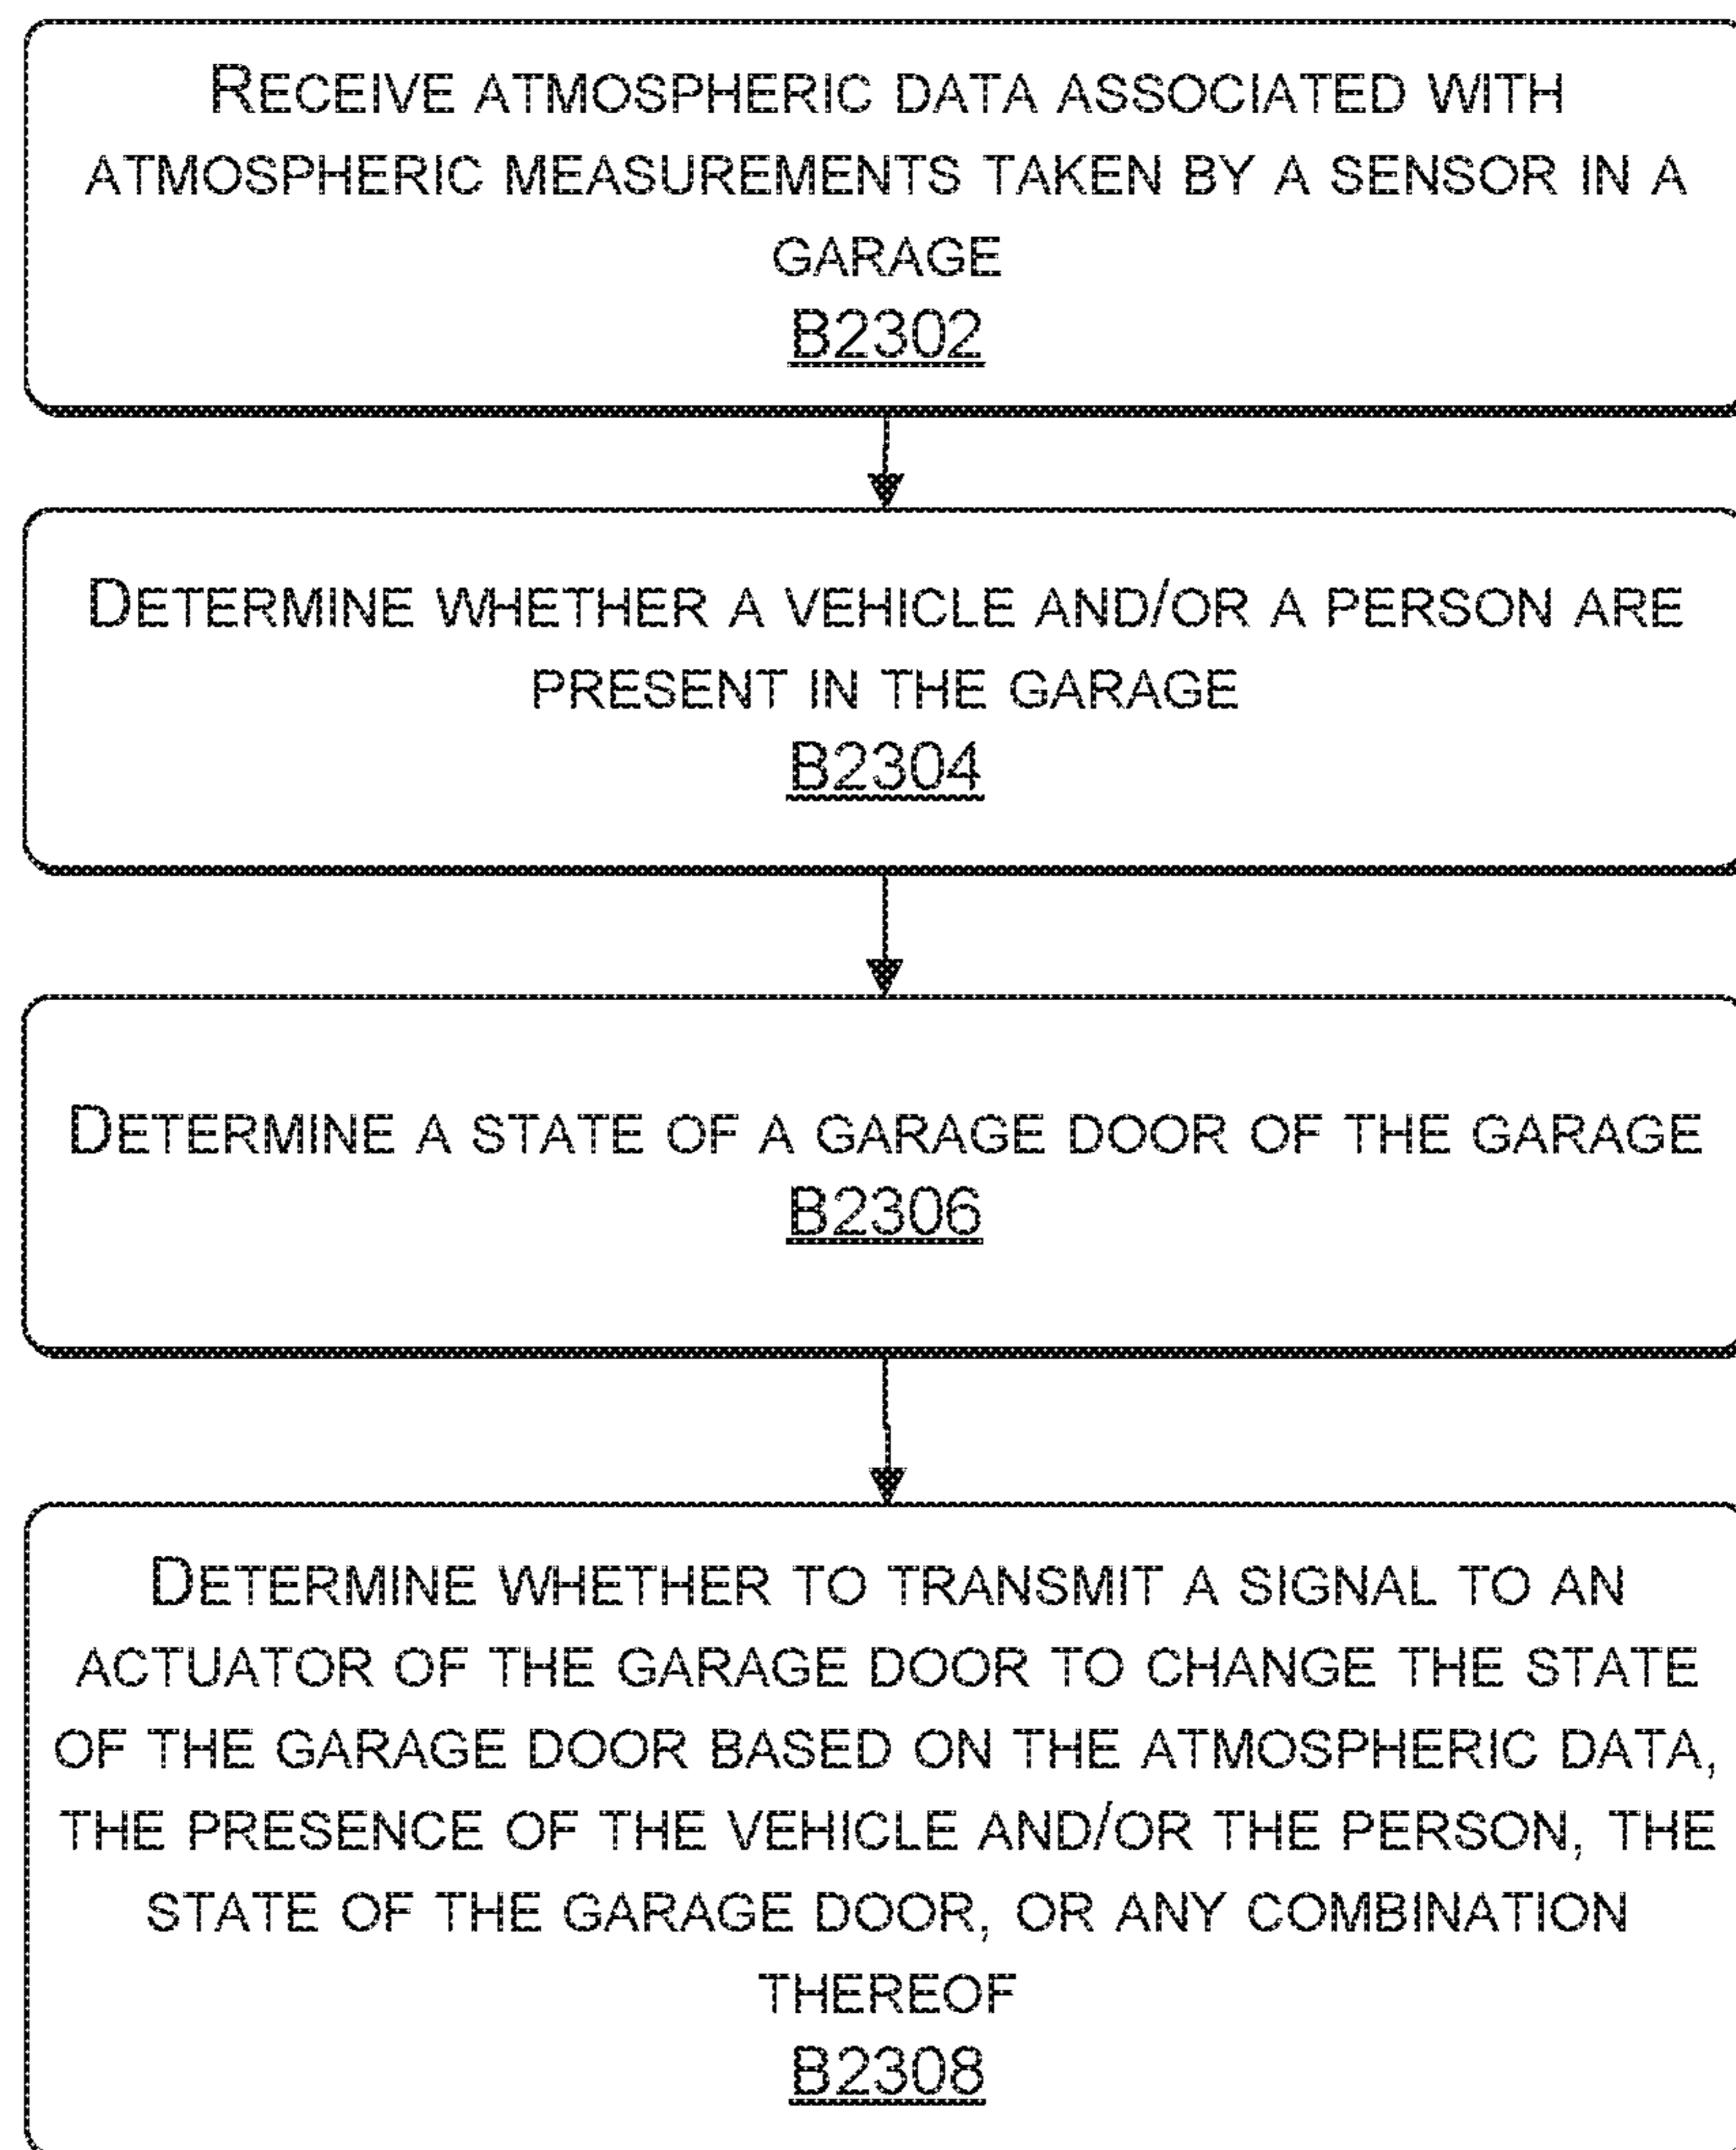 RECEIVE ATMOSPHERIC DATA ASSOCIATED WITH
ATMOSPHERIC MEASUREMENTS TAKEN BY A SENSOR IN A
GARAGE
B2302
DETERMINE WHETHER A VEHICLE AND/OR A PERSON ARE
PRESENT IN THE GARAGE
B2304
DETERMINE A STATE OF A GARAGE DOOR OF THE GARAGE
B2306
DETERMINE WHETHER TO TRANSMIT A SIGNAL TO AN
ACTUATOR OF THE GARAGE DOOR TO CHANGE THE STATE
OF THE GARAGE DOOR BASED ON THE ATMOSPHERIC DATA,
THE PRESENCE OF THE VEHICLE AND/OR THE PERSON, THE
STATE OF THE GARAGE DOOR, OR ANY COMBINATION
THEREOF
B2308